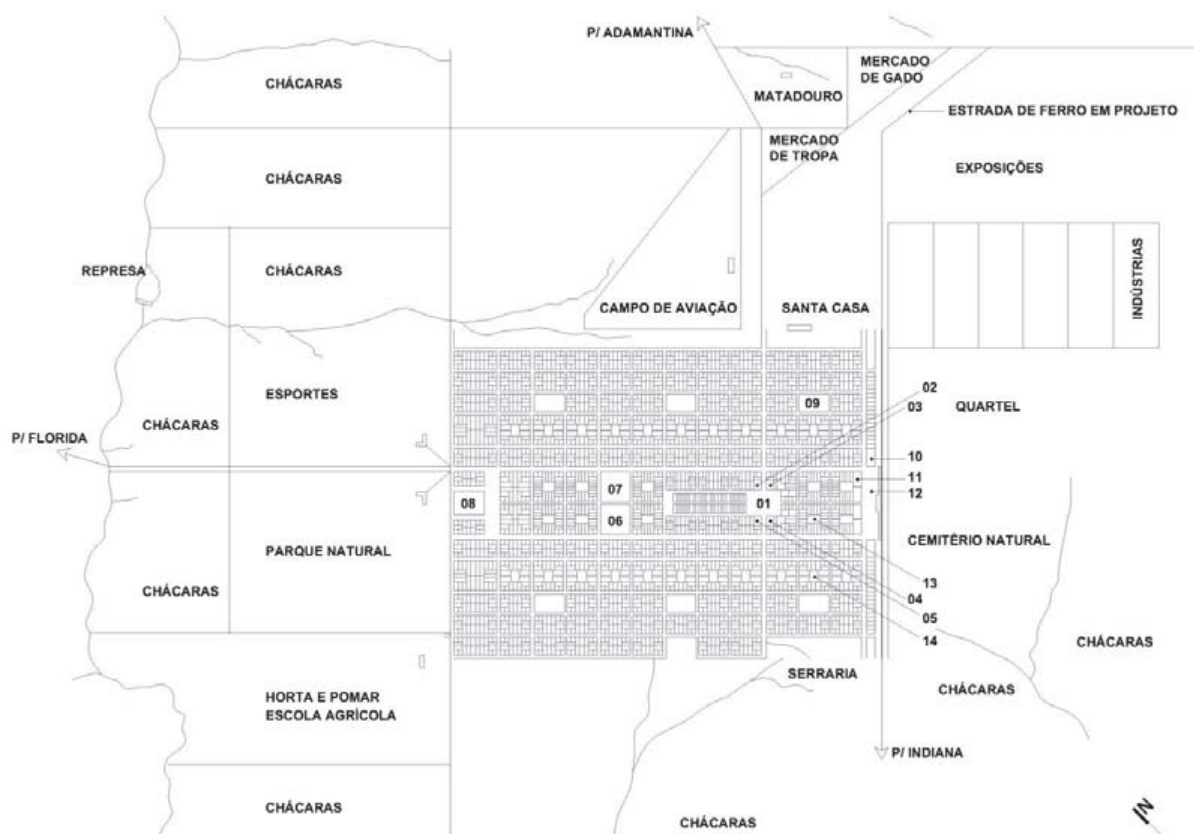 P/ ADAMANTINA
MERCADO
DE GADO
CHÁCARAS
MATADOURO
ESTRADA DE FERRO EM PROJETO
MERCADO
DE TROPA
EXPOSIÇÕES
CHÁCARAS
REPRESA
CHÁCARAS
INDÚSTRIAS
CAMPO DE AVIAÇÃO
SANTA CASA
02
ESPORTES
09
03
QUARTEL
CHÁCARAS
P/ FLORIDA
10
11
12
07
08
01
06
PARQUE NATURAL
CEMITÉRIO NATURAL
13
CHÁCARAS
04
05
14
CHÁCARAS
SERRARIA
CHÁCARAS
HORTA E POMAR
ESCOLA AGRÍCOLA
P/ INDIANA
CHÁCARAS
CHÁCARAS
N